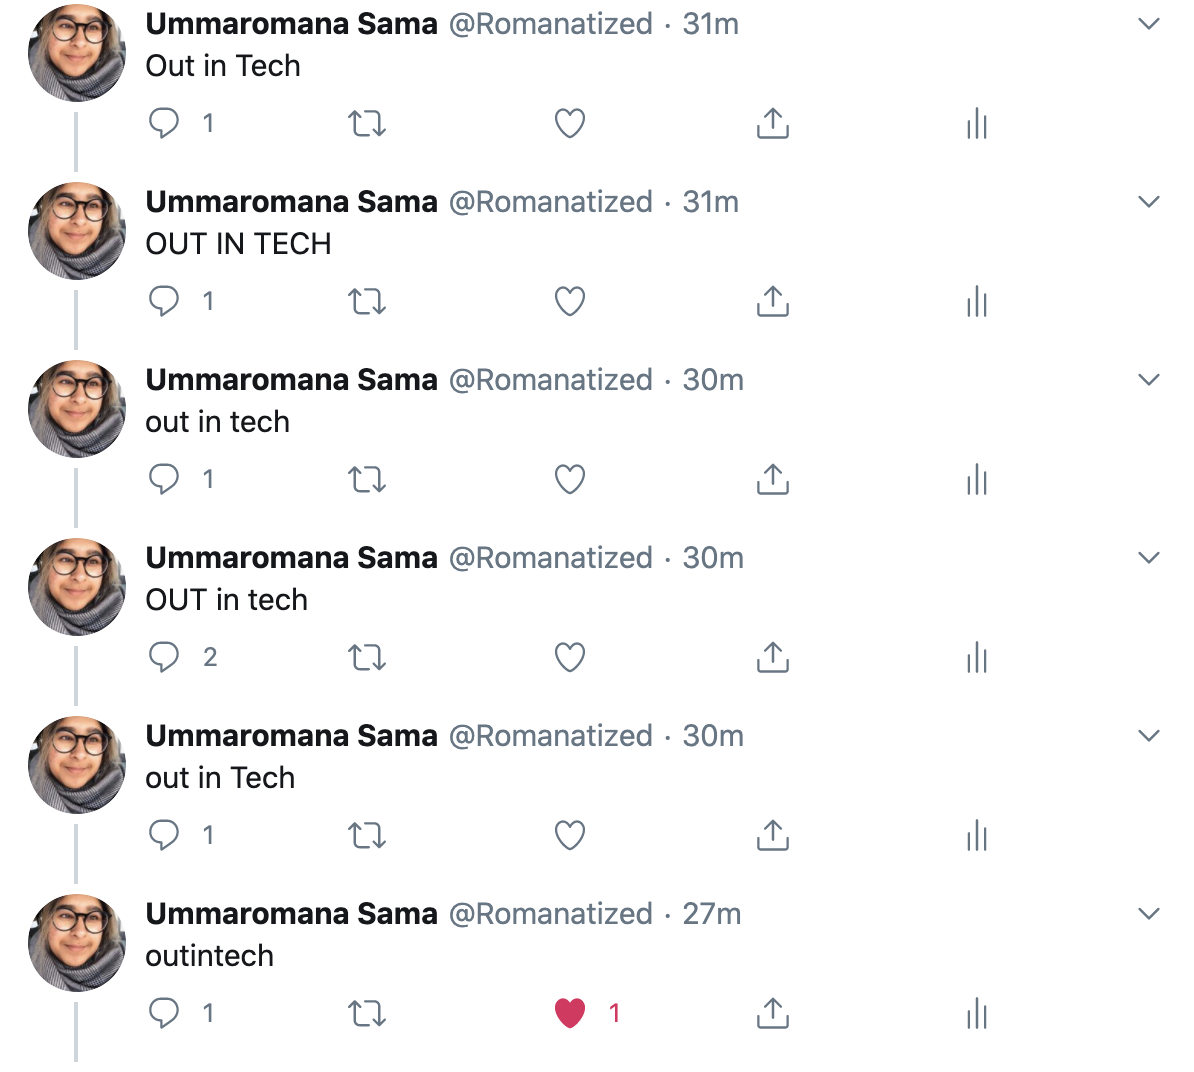 Ummaromana Sama @Romanatized · 31m
Out in Tech
1
Ummaromana Sama @Romanatized · 31m
OUT IN TECH
1
Ummaromana Sama @Romanatized · 30m
out in tech
1
Ummaromana Sama @Romanatized · 30m
OUT in tech
2
Ummaromana Sama @Romanatized · 30m
out in Tech
1
Ummaromana Sama @Romanatized · 27m
outintech
1 1